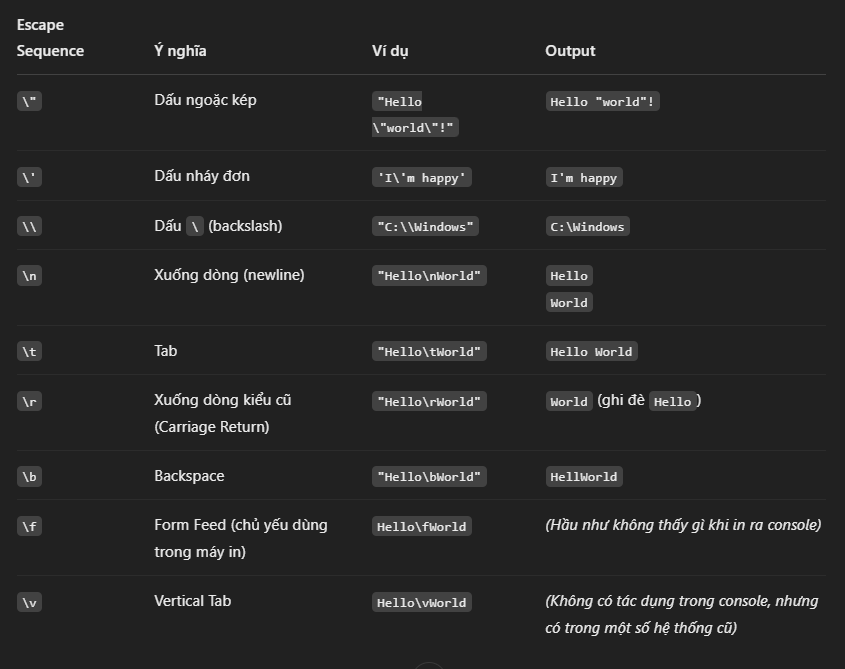 Escape
Sequence Ý nghĩa Ví dụ Output
\" Dấu ngoặc kép "Hello Hello "world"!
\"world\"!"
\' Dấu nháy đơn 'I\'m happy' I'm happy
\\ Dấu \ (backslash) "C:\\Windows" C:\Windows
\n Xuống dòng (newline) "Hello\nWorld" Hello
World
\t Tab "Hello\tWorld" Hello World
\r Xuống dòng kiểu cũ "Hello\rWorld" World (ghi đè Hello)
(Carriage Return)
\b Backspace "Hello\bWorld" HellWorld
\f Form Feed (chủ yếu dùng Hello\fWorld (Hầu như không thấy gì khi in ra console)
trong máy in)
\v Vertical Tab Hello\vWorld (Không có tác dụng trong console, nhưng
có trong một số hệ thống cũ)